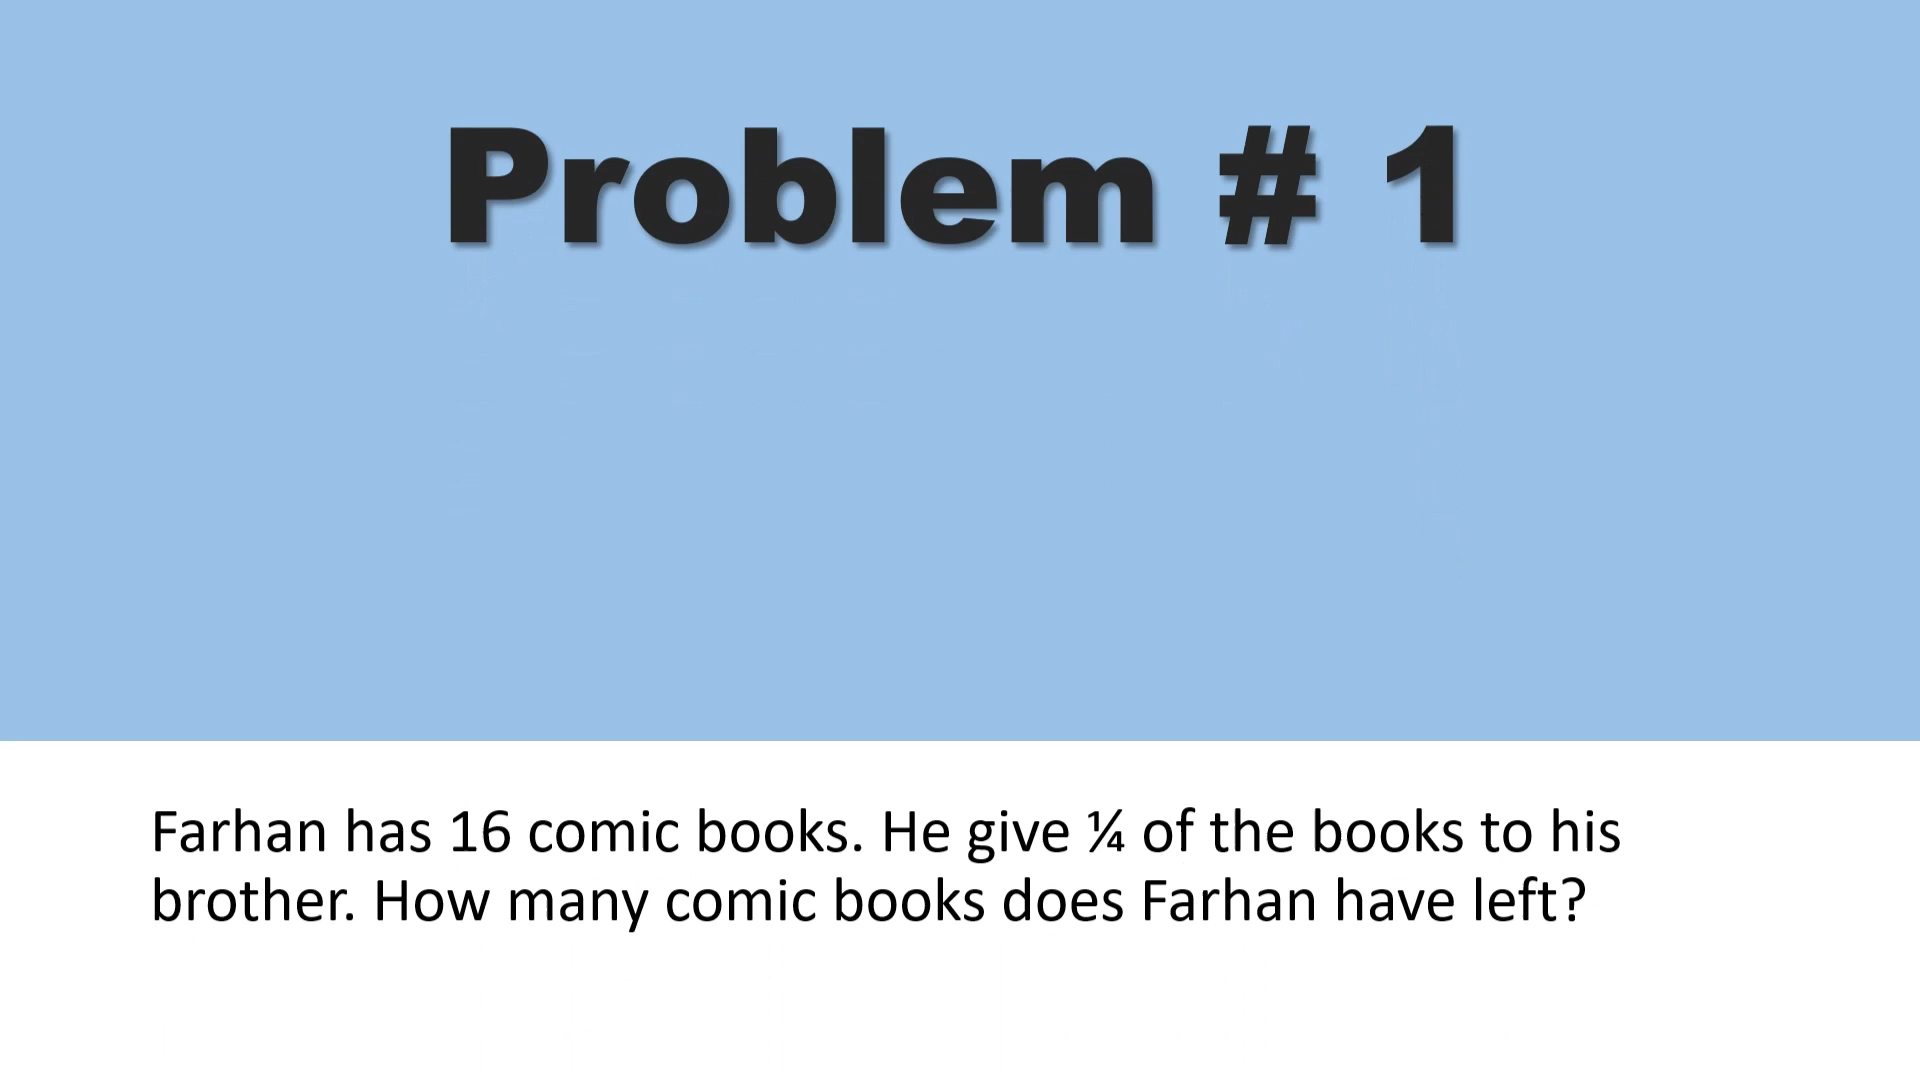 Problem # 1
Farhan has 16 comic books. He give ¼ of the books to his
brother. How many comic books does Farhan have left?